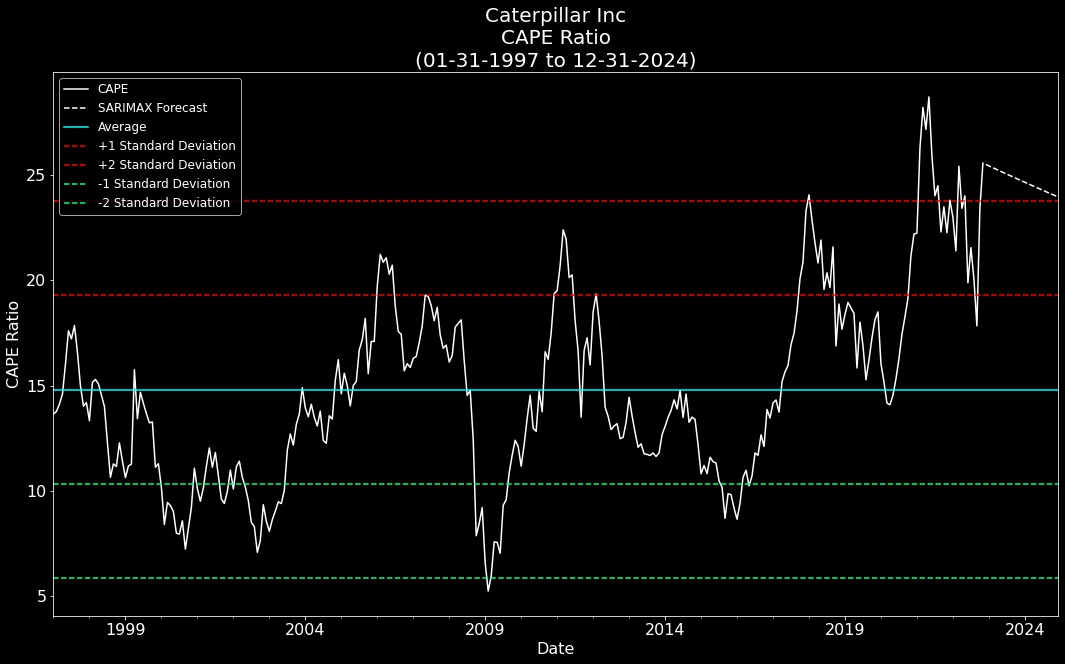 Caterpillar Inc
CAPE Ratio
(01-31-1997 to 12-31-2024)
CAPE
SARIMAX Forecast
Average
+1 Standard Deviation
+2 Standard Deviation
-1 Standard Deviation
-2 Standard Deviation
25
20
15
10
5
CAPE Ratio
1999
2004
2009
2014
2019
2024
Date